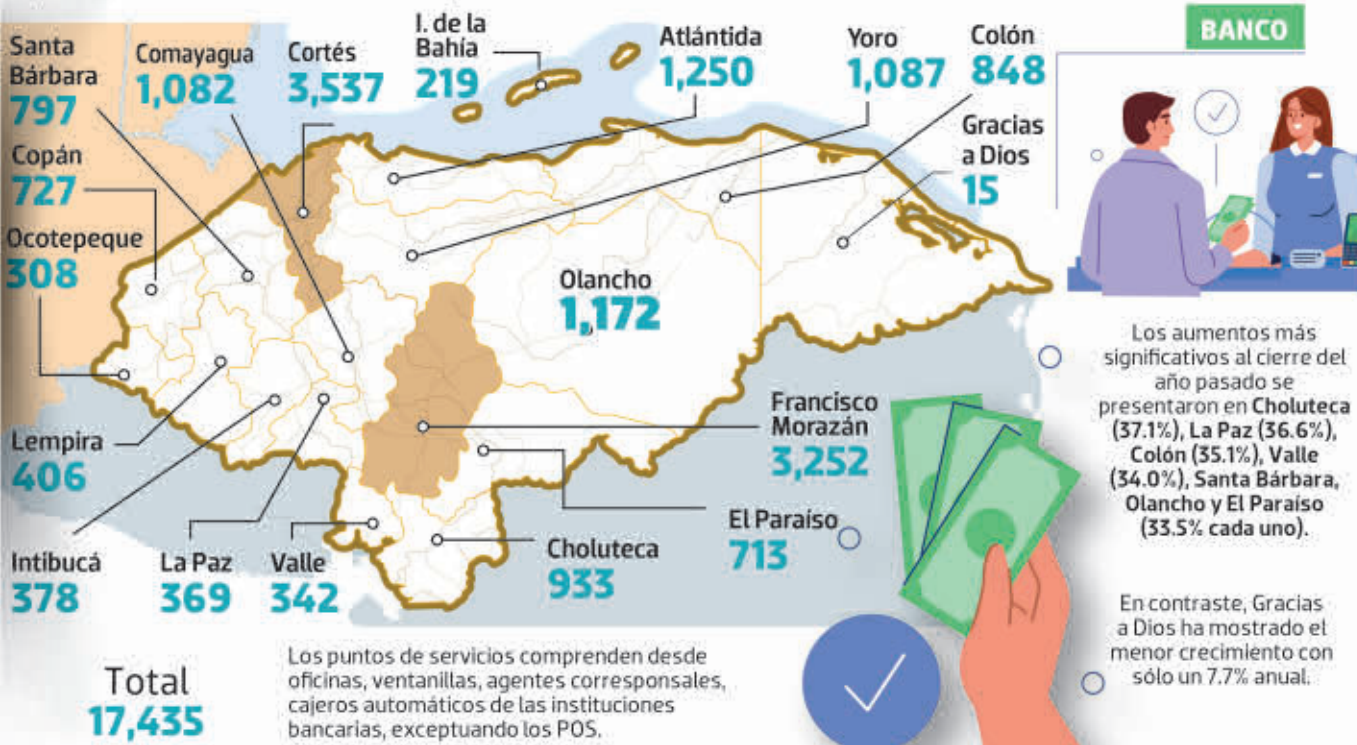 Santa
Bárbara
797
Comayagua
1,082
Cortés
3,537
I. de la
Bahía
219
Atlántida
1,250
Yoro
1,087
Colón
848
BANCO
Copán
727
Gracias
a Dios
15
Ocotepeque
308
Olancho
1,172
Lempira
406
Francisco
Morazán
3,252
El Paraíso
713
Intibucá
378
La Paz
369
Valle
342
Choluteca
933
Los aumentos más
significativos al cierre del
año pasado se
presentaron en Choluteca
(37.1%), La Paz (36.6%),
Colón (35.1%), Valle
(34.0%), Santa Bárbara,
Olancho y El Paraíso
(33.5% cada uno).
En contraste, Gracias
a Dios ha mostrado el
menor crecimiento con
sólo un 7.7% anual.
Total
17,435
Los puntos de servicios comprenden desde
oficinas, ventanillas, agentes corresponsales,
cajeros automáticos de las instituciones
bancarias, exceptuando los POS.